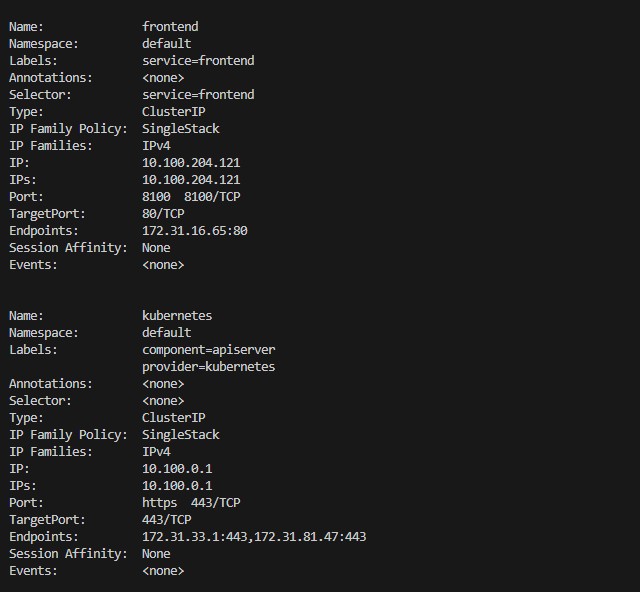 Name: frontend
Namespace: default
Labels: service=frontend
Annotations: <none>
Selector: service=frontend
Type: ClusterIP
IP Family Policy: SingleStack
IP Families: IPv4
IP: 10.100.204.121
IPs: 10.100.204.121
Port: 8100 8100/TCP
TargetPort: 80/TCP
Endpoints: 172.31.16.65:80
Session Affinity: None
Events: <none>
Name: kubernetes
Namespace: default
Labels: component=apiserver
provider=kubernetes
Annotations: <none>
Selector: <none>
Type: ClusterIP
IP Family Policy: SingleStack
IP Families: IPv4
IP: 10.100.0.1
IPs: 10.100.0.1
Port: https 443/TCP
TargetPort: 443/TCP
Endpoints: 172.31.33.1:443,172.31.81.47:443
Session Affinity: None
Events: <none>